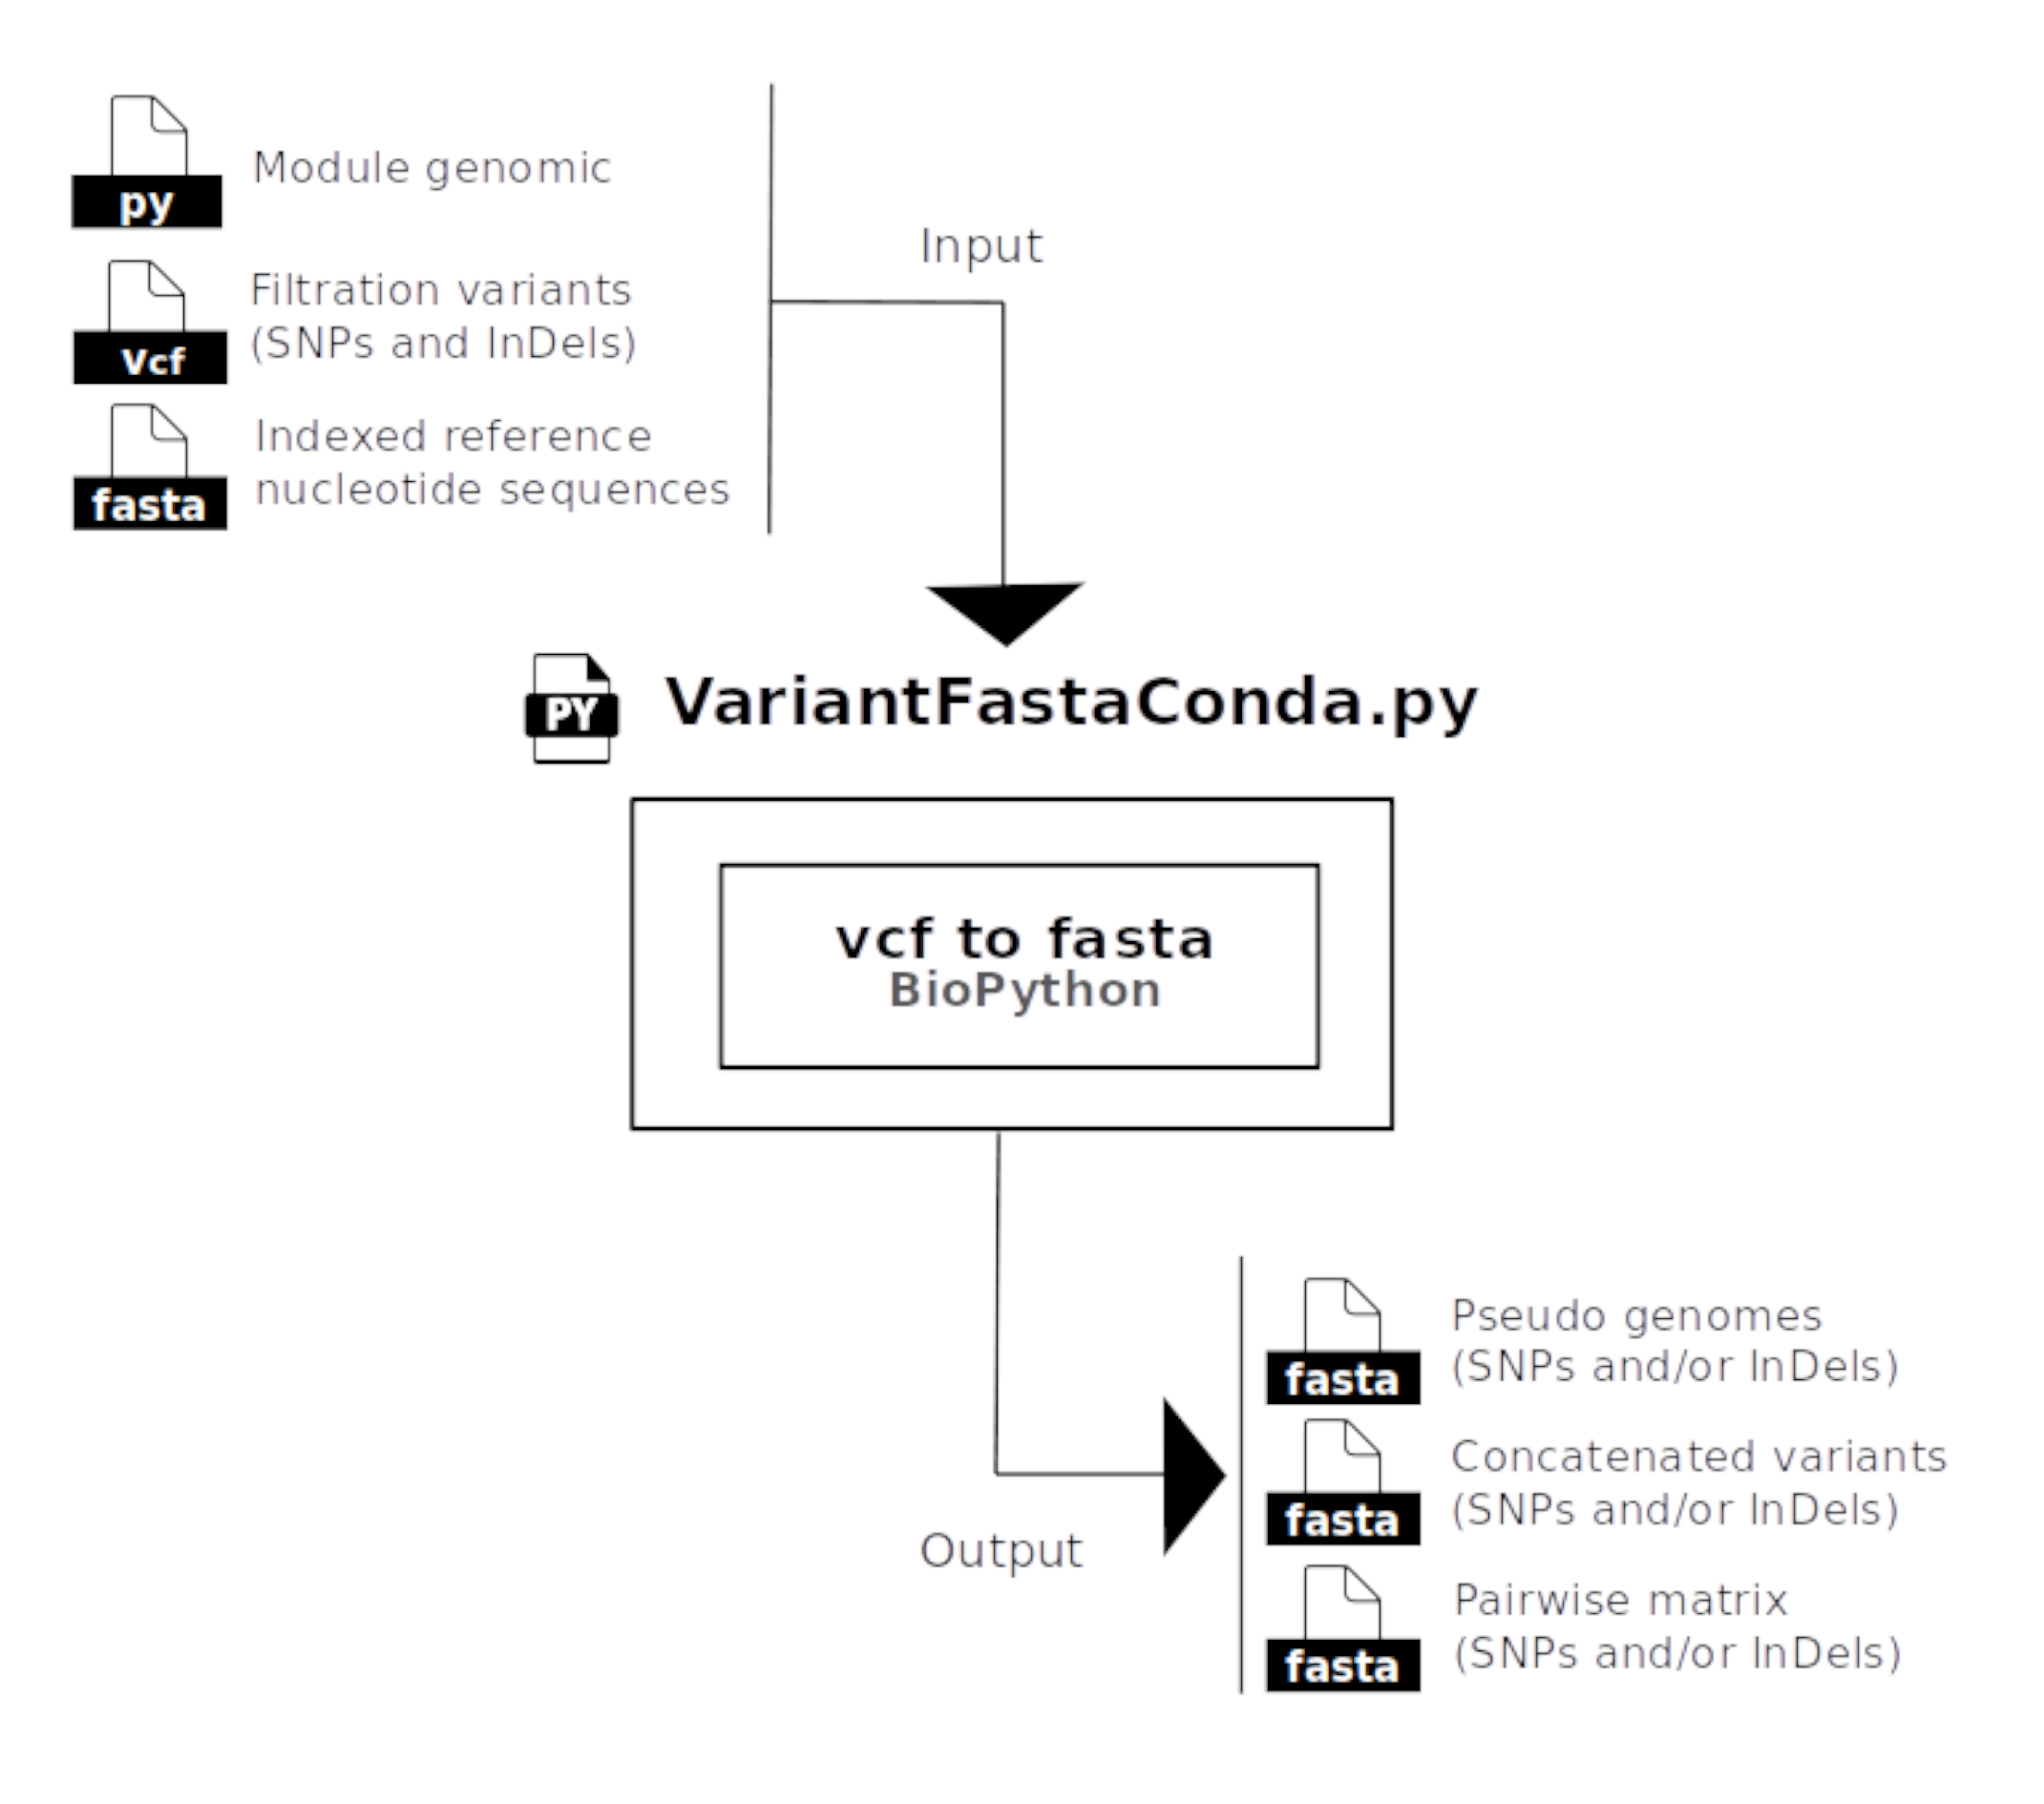 py
Module genomic
Vcf
Filtration variants
(SNPs and InDels)
fasta
Indexed reference
nucleotide sequences
Input
PY
VariantFastaConda.py
vcf to fasta
BioPython
Output
fasta
Pseudo genomes
(SNPs and/or InDels)
fasta
Concatenated variants
(SNPs and/or InDels)
fasta
Pairwise matrix
(SNPs and/or InDels)